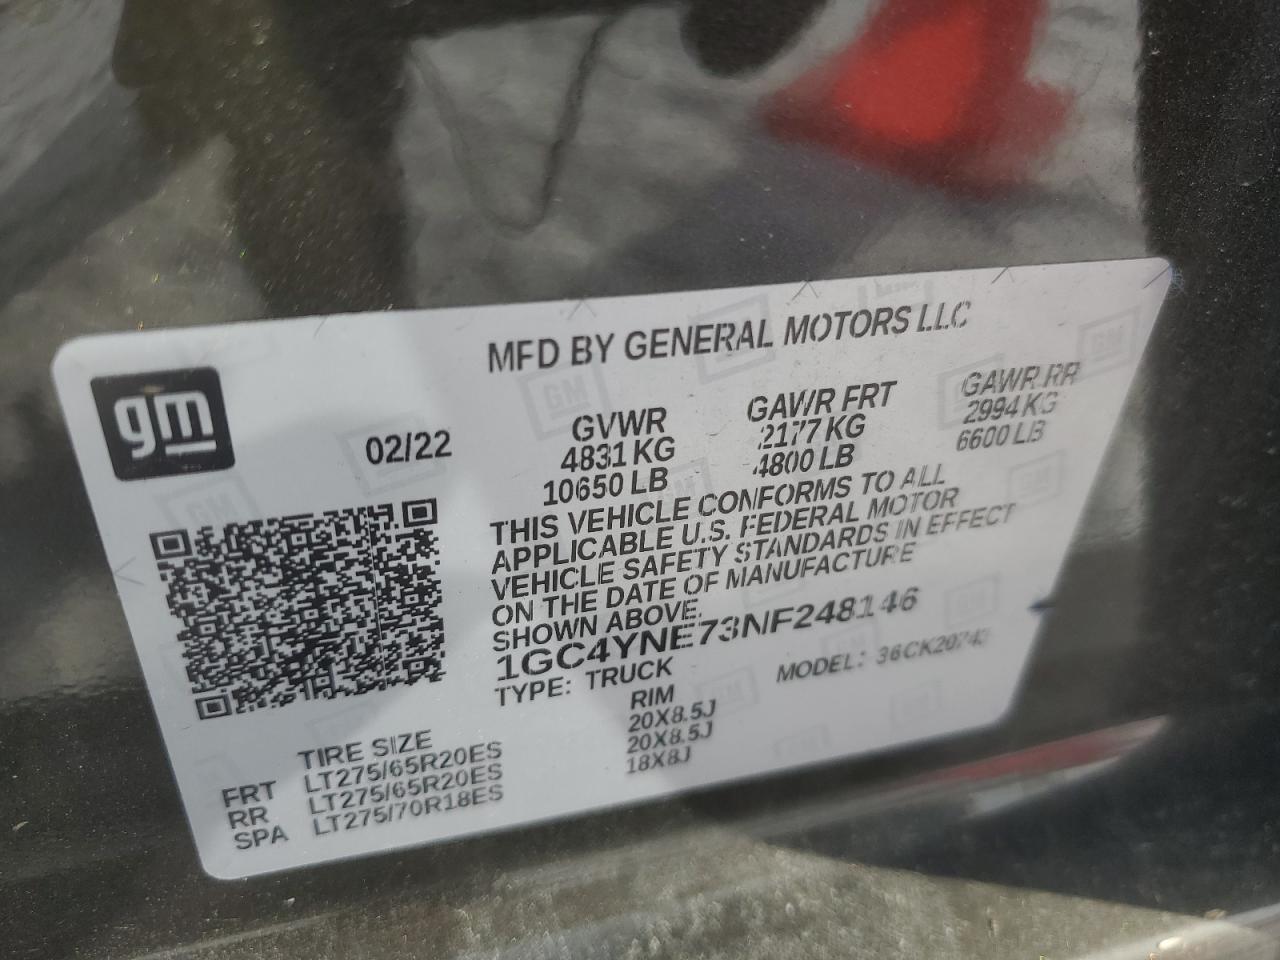 MFD BY GENERAL MOTORS LLC
gm
02/22
GVWR GAWR FRT GAWR RR
4831 KG 2177 KG 2994 KG
10650 LB 4800 LB 6600 LB
THIS VEHICLE CONFORMS TO ALL
APPLICABLE U.S. FEDERAL MOTOR
VEHICLE SAFETY STANDARDS IN EFFECT
ON THE DATE OF MANUFACTURE
SHOWN ABOVE.
1GC4YNE73NF248146
TYPE: TRUCK MODEL: 36CK20743
TIRE SIZE RIM
FRT LT275/65R20ES 20X8.5J
RR LT275/65R20ES 20X8.5J
SPA LT275/70R18ES 18X8J